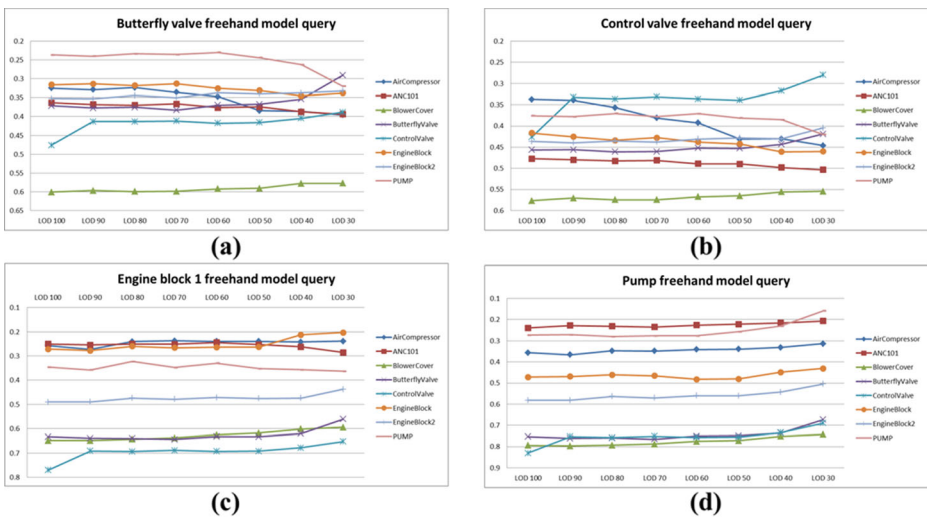 Butterfly valve freehand model query
0.2
0.25
0.3
0.35
0.4
0.45
0.5
0.55
0.6
0.65
LOD 100 LOD 90 LOD 80 LOD 70 LOD 60 LOD 50 LOD 40 LOD 30
AirCompressor
ANC101
BlowerCover
ButterflyValve
ControlValve
EngineBlock
EngineBlock2
PUMP
(a)
Control valve freehand model query
0.2
0.25
0.3
0.35
0.4
0.45
0.5
0.55
0.6
LOD 100 LOD 90 LOD 80 LOD 70 LOD 60 LOD 50 LOD 40 LOD 30
AirCompressor
ANC101
BlowerCover
ButterflyValve
ControlValve
EngineBlock
EngineBlock2
PUMP
(b)
Engine block 1 freehand model query
LOD 100 LOD 90 LOD 80 LOD 70 LOD 60 LOD 50 LOD 40 LOD 30
0.1
0.2
0.3
0.4
0.5
0.6
0.7
0.8
AirCompressor
ANC101
BlowerCover
ButterflyValve
ControlValve
EngineBlock
EngineBlock2
PUMP
(c)
Pump freehand model query
0.1
0.2
0.3
0.4
0.5
0.6
0.7
0.8
0.9
LOD 100 LOD 90 LOD 80 LOD 70 LOD 60 LOD 50 LOD 40 LOD 30
AirCompressor
ANC101
BlowerCover
ButterflyValve
ControlValve
EngineBlock
EngineBlock2
PUMP
(d)